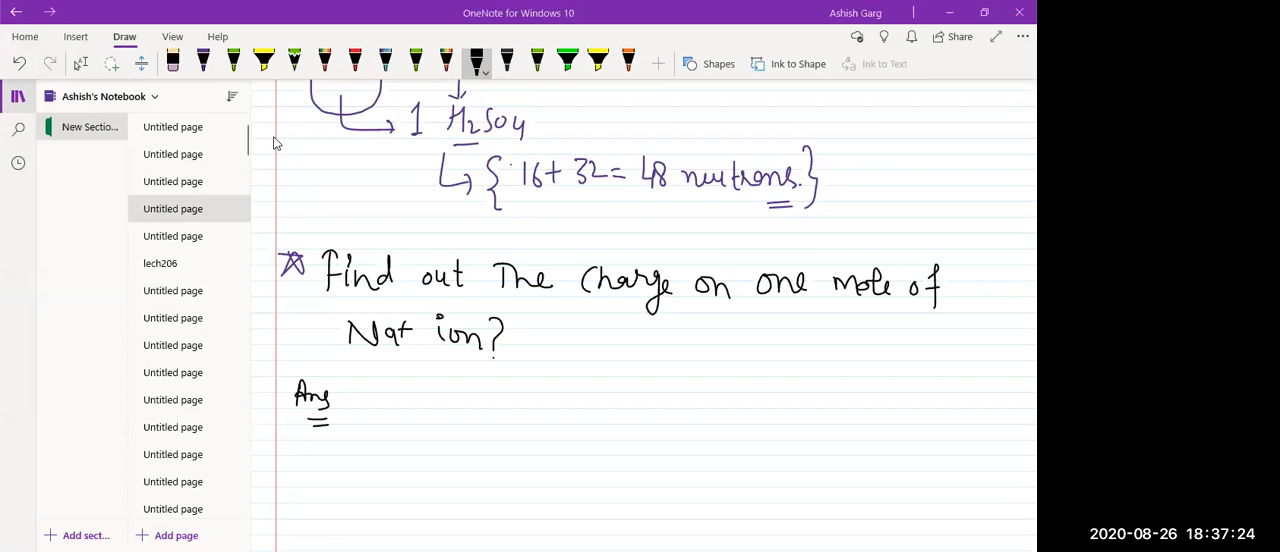 OneNote for Windows 10
Ashish Garg
Home
Insert
Draw
View
Help
Share
Shapes
Ink to Shape
Ink to Text
Ashish's Notebook
New Sectio...
Untitled page
Untitled page
Untitled page
Untitled page
Untitled page
lech206
Untitled page
Untitled page
Untitled page
Untitled page
Untitled page
Untitled page
Untitled page
Untitled page
Untitled page
Add sect...
Add page
1 H2SO4
{16+32=48 neutrons.}
Find out The Charge on one mole of
Na+ ion?
Ans
2020-08-26 18:37:24